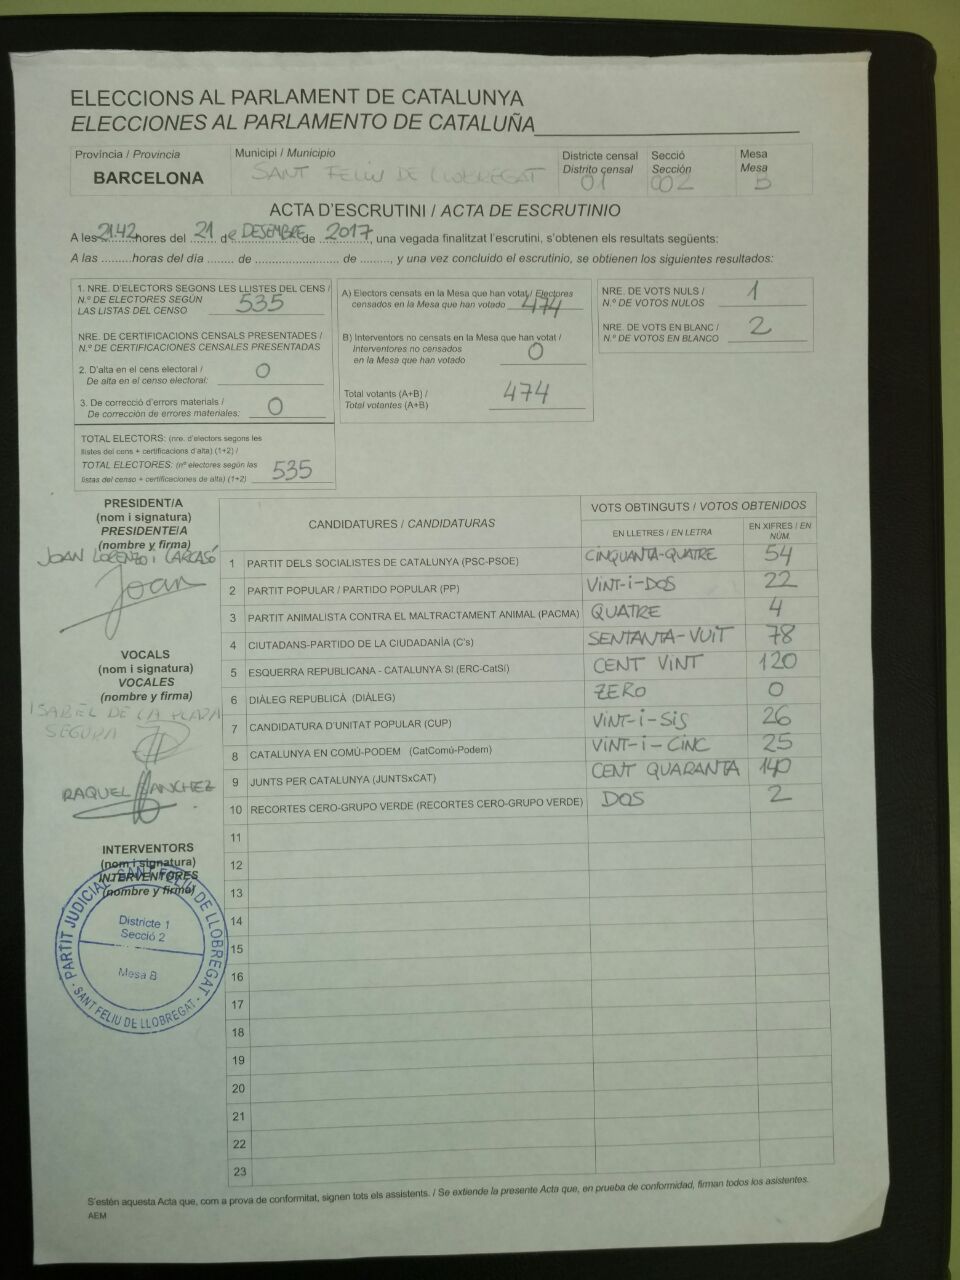 ELECCIONS AL PARLAMENT DE CATALUNYA
ELECCIONES AL PARLAMENTO DE CATALUÑA
Província / Provincia
BARCELONA
Municipi / Municipio
SANT FELIU DE LLOBREGAT
Districte censal
Distrito censal
01
Secció
Sección
002
Mesa
Mesa
B
ACTA D'ESCRUTINI / ACTA DE ESCRUTINIO
A les 21.42 hores del 21 de DESEMBRE de 2017, una vegada finalitzat l'escrutini, s'obtenen els resultats següents:
A las .........horas del día ........ de .......................... de ........., y una vez concluido el escrutinio, se obtienen los siguientes resultados:
1. NRE. D'ELECTORS SEGONS LES LLISTES DEL CENS /
N.º DE ELECTORES SEGÚN
LAS LISTAS DEL CENSO 535
NRE. DE CERTIFICACIONS CENSALS PRESENTADES /
N.º DE CERTIFICACIONES CENSALES PRESENTADAS
2. D'alta en el cens electoral /
De alta en el censo electoral: 0
3. De correcció d'errors materials /
De corrección de errores materiales: 0
TOTAL ELECTORS: (nre. d'electors segons les
llistes del cens + certificacions d'alta) (1+2) /
TOTAL ELECTORES: (nº electores según las
listas del censo + certificaciones de alta) (1+2) 535
A) Electors censats en la Mesa que han votat / Electores
censados en la Mesa que han votado 474
B) Interventors no censats en la Mesa que han votat /
Interventores no censados
en la Mesa que han votado 0
Total votants (A+B) /
Total votantes (A+B) 474
NRE. DE VOTS NULS /
N.º DE VOTOS NULOS 1
NRE. DE VOTS EN BLANC /
N.º DE VOTOS EN BLANCO 2
PRESIDENT/A
(nom i signatura)
PRESIDENTE/A
(nombre y firma)
JOAN LORENZO i CARCASÓ
Joan
VOCALS
(nom i signatura)
VOCALES
(nombre y firma)
ISABEL DE LA PLAZA
SEGURA
RAQUEL SANCHEZ
INTERVENTORS
(nom i signatura)
INTERVENTORES
(nombre y firma)
PARTIT JUDICIAL SANT FELIU DE LLOBREGAT
Districte 1
Secció 2
Mesa B
SANT FELIU DE LLOBREGAT
CANDIDATURES / CANDIDATURAS
VOTS OBTINGUTS / VOTOS OBTENIDOS
EN LLETRES / EN LETRA
EN XIFRES / EN NÚM.
1 PARTIT DELS SOCIALISTES DE CATALUNYA (PSC-PSOE) CINQUANTA-QUATRE 54
2 PARTIT POPULAR / PARTIDO POPULAR (PP) VINT-i-DOS 22
3 PARTIT ANIMALISTA CONTRA EL MALTRACTAMENT ANIMAL (PACMA) QUATRE 4
4 CIUTADANS-PARTIDO DE LA CIUDADANÍA (C's) SENTANTA-VUIT 78
5 ESQUERRA REPUBLICANA - CATALUNYA SÍ (ERC-CatSí) CENT VINT 120
6 DIÀLEG REPUBLICÀ (DIÀLEG) ZERO 0
7 CANDIDATURA D'UNITAT POPULAR (CUP) VINT-i-SIS 26
8 CATALUNYA EN COMÚ-PODEM (CatComú-Podem) VINT-i-CINC 25
9 JUNTS PER CATALUNYA (JUNTSxCAT) CENT QUARANTA 140
10 RECORTES CERO-GRUPO VERDE (RECORTES CERO-GRUPO VERDE) DOS 2
11
12
13
14
15
16
17
18
19
20
21
22
23
S'estén aquesta Acta que, com a prova de conformitat, signen tots els assistents. / Se extiende la presente Acta que, en prueba de conformidad, firman todos los asistentes.
AEM